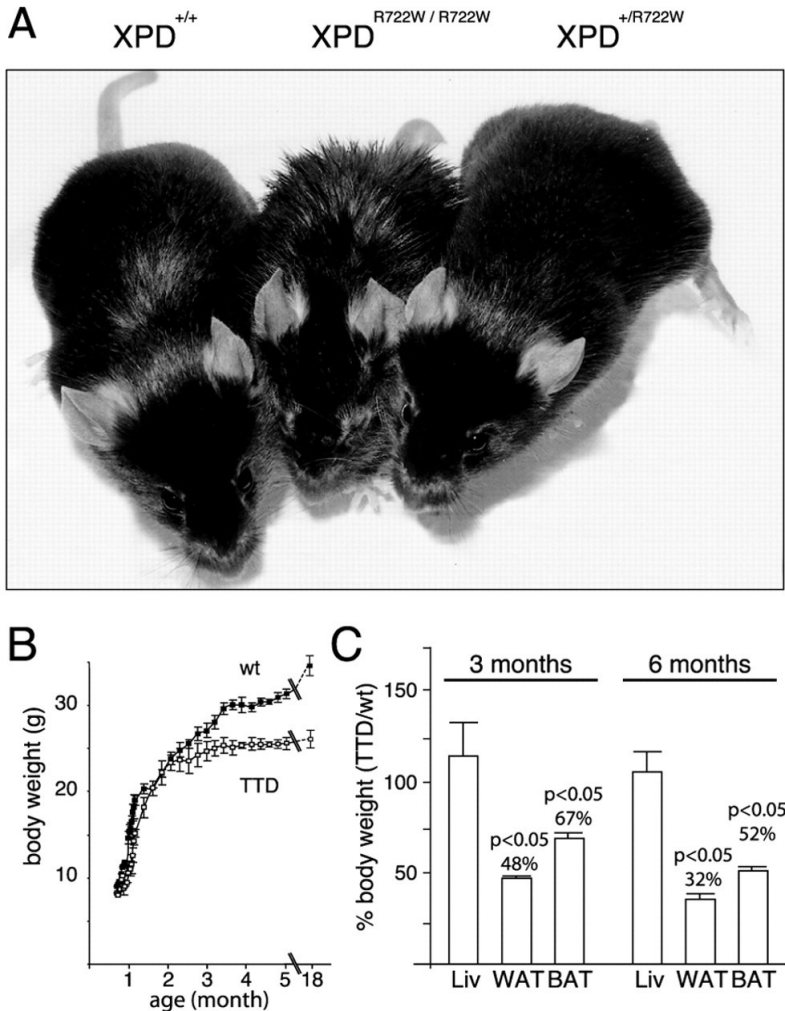 A
XPD+/+ XPDR722W / R722W XPD+/R722W
B
body weight (g)
30
20
10
wt
TTD
1 2 3 4 5 18
age (month)
C
% body weight (TTD/wt)
3 months 6 months
150
100
50
p<0.05
48%
p<0.05
67%
p<0.05
32%
p<0.05
52%
Liv WAT BAT Liv WAT BAT